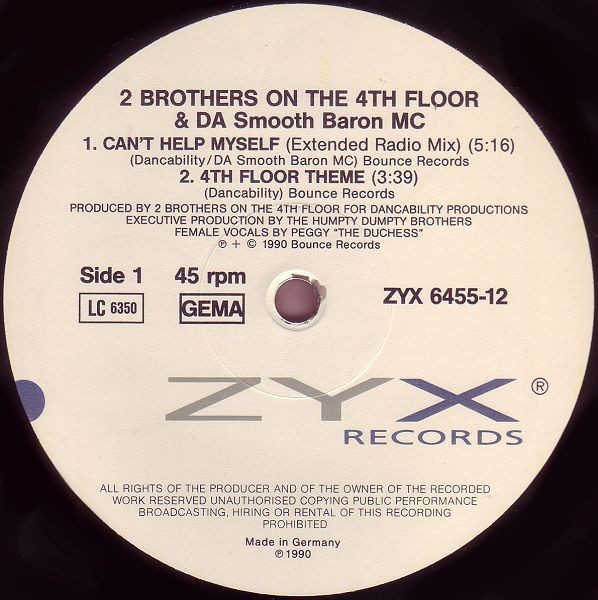 2 BROTHERS ON THE 4TH FLOOR
& DA Smooth Baron MC
1. CAN'T HELP MYSELF (Extended Radio Mix) (5:16)
(Dancability/DA Smooth Baron MC) Bounce Records
2. 4TH FLOOR THEME (3:39)
(Dancability) Bounce Records
PRODUCED BY 2 BROTHERS ON THE 4TH FLOOR FOR DANCABILITY PRODUCTIONS
EXECUTIVE PRODUCTION BY THE HUMPTY DUMPTY BROTHERS
FEMALE VOCALS BY PEGGY "THE DUCHESS"
℗ + © 1990 Bounce Records
Side 1 45 rpm
LC 6350 GEMA ZYX 6455-12
ZYX ®
RECORDS
ALL RIGHTS OF THE PRODUCER AND OF THE OWNER OF THE RECORDED
WORK RESERVED UNAUTHORISED COPYING PUBLIC PERFORMANCE
BROADCASTING, HIRING OR RENTAL OF THIS RECORDING
PROHIBITED
Made in Germany
℗ 1990